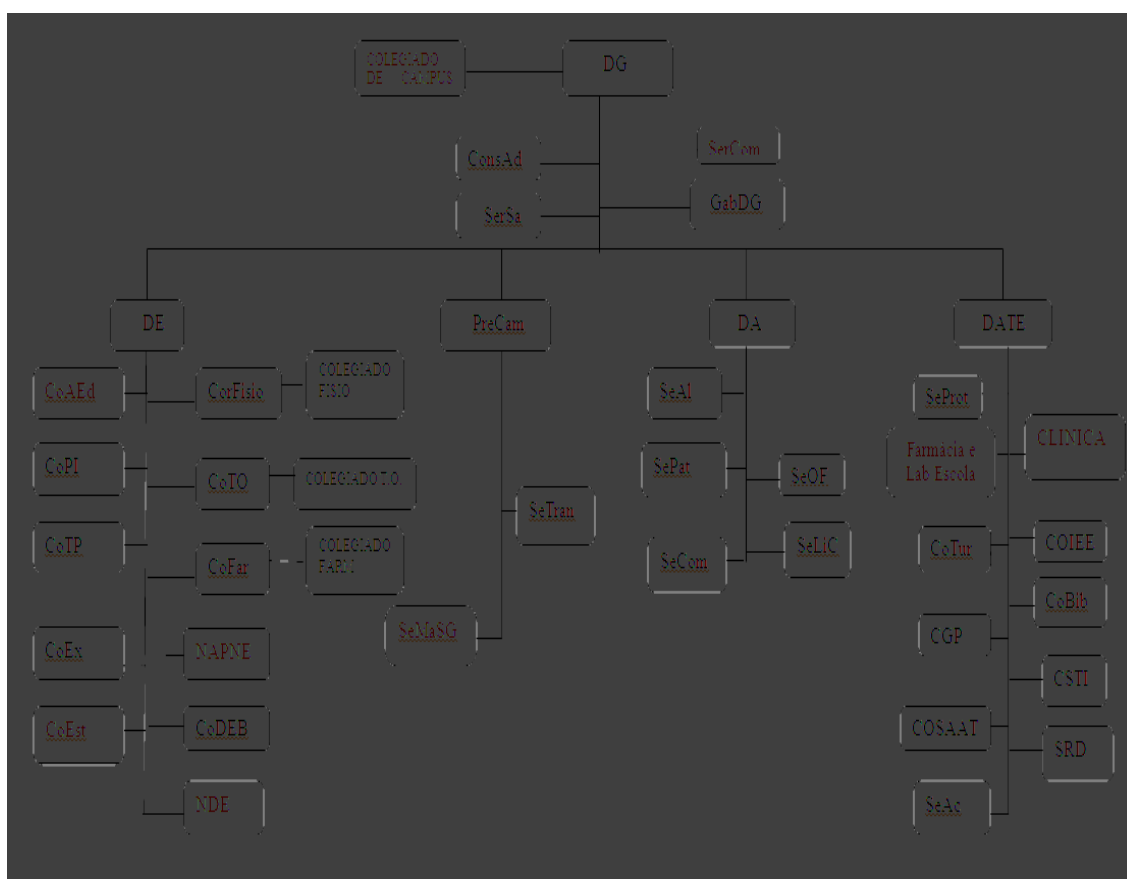 COLEGIADO
DE CAMPUS
DG
ConsAd
SerCom
SerSa
GabDG
DE
PreCam
DA
DATE
CoAEd
CorFisio
COLEGIADO
FISIO
SeAl
SeProt
CoPI
CoTO
COLEGIADO T.O.
SePat
SeOF
Farmácia e
Lab Escola
CLINICA
SeTran
CoTP
CoFar
COLEGIADO
FARM
SeCom
SeLiC
CoTur
COIEE
CoBib
SeMaSG
CoEx
NAPNE
CGP
CSTI
CoEst
CoDEB
COSAAT
SRD
NDE
SeAc